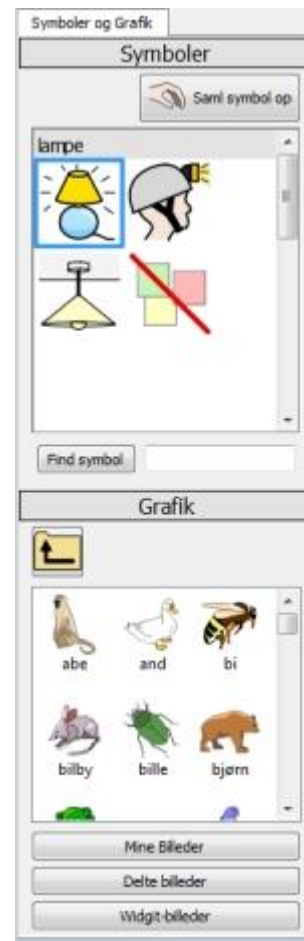 Symboler og Grafik
Symboler
Saml symbol op
lampe
Find symbol
Grafik
abe and bi
bilby bille bjørn
Mine Billeder
Delte billeder
Widgit-billeder